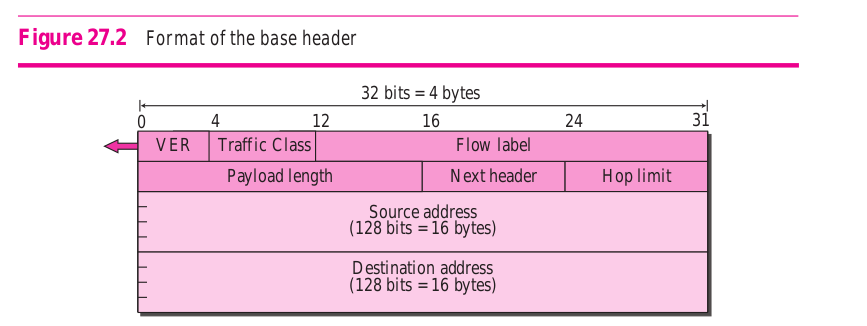 Figure 27.2 Format of the base header
32 bits = 4 bytes
0 4 12 16 24 31
VER Traffic Class Flow label
Payload length Next header Hop limit
Source address
(128 bits = 16 bytes)
Destination address
(128 bits = 16 bytes)